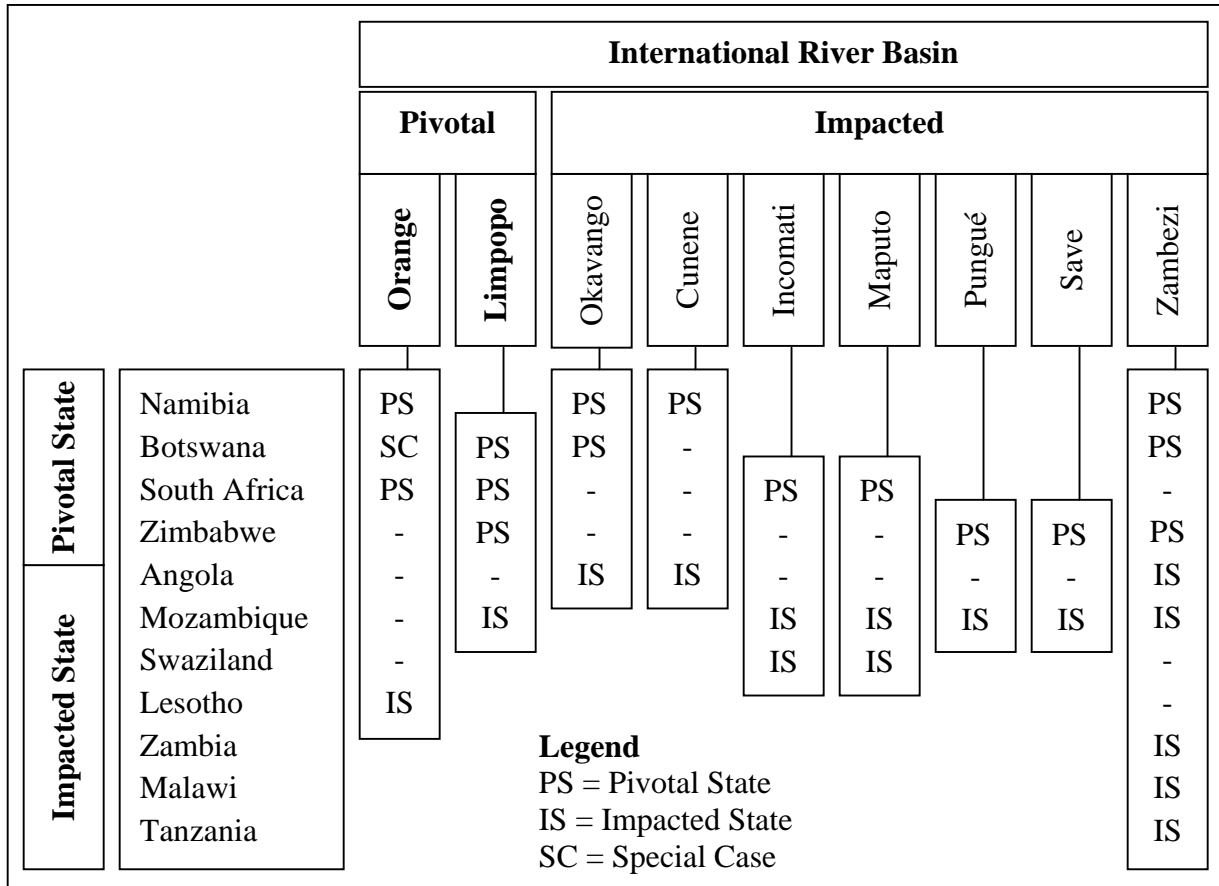 International River Basin
Pivotal Impacted
Orange Limpopo Okavango Cunene Incomati Maputo Pungué Save Zambezi
Pivotal State
Impacted State
Namibia PS PS PS PS
Botswana SC PS PS - PS
South Africa PS PS - - PS PS -
Zimbabwe - PS - - - - PS PS PS
Angola - - IS IS - - - - IS
Mozambique - IS IS IS IS IS IS
Swaziland - IS IS -
Lesotho IS -
Zambia IS
Malawi IS
Tanzania IS
Legend
PS = Pivotal State
IS = Impacted State
SC = Special Case